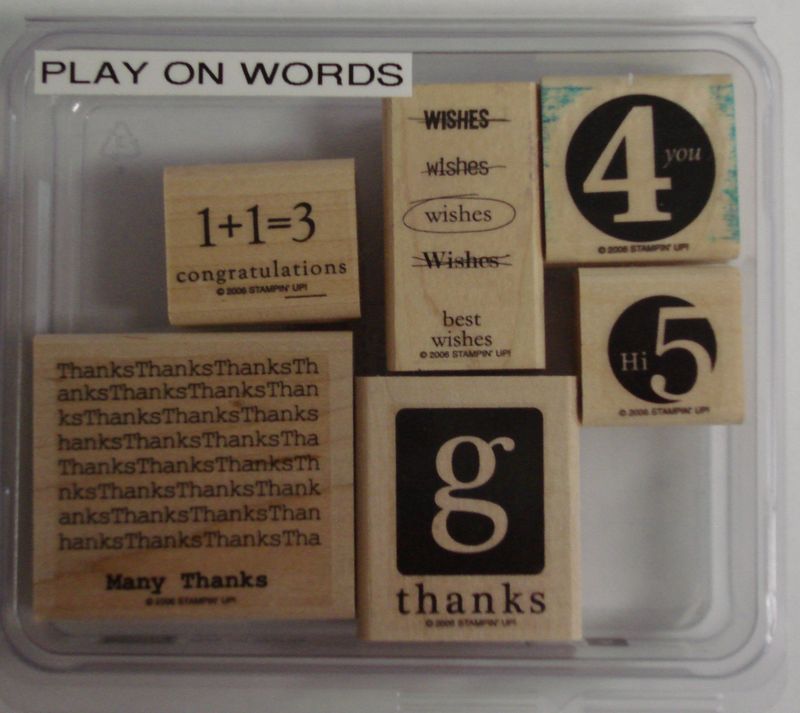 PLAY ON WORDS
1+1=3
congratulations
© 2006 STAMPIN' UP!
WISHES
wishes
wishes
Wishes
best
wishes
© 2006 STAMPIN' UP!
4 you
© 2006 STAMPIN' UP!
Hi 5
© 2006 STAMPIN' UP!
ThanksThanksThanksTh
anksThanksThanksThan
ksThanksThanksThanks
hanksThanksThanksTha
ThanksThanksThanksTh
nksThanksThanksThank
anksThanksThanksThan
hanksThanksThanksTha
Many Thanks
© 2006 STAMPIN' UP!
g
thanks
© 2006 STAMPIN' UP!